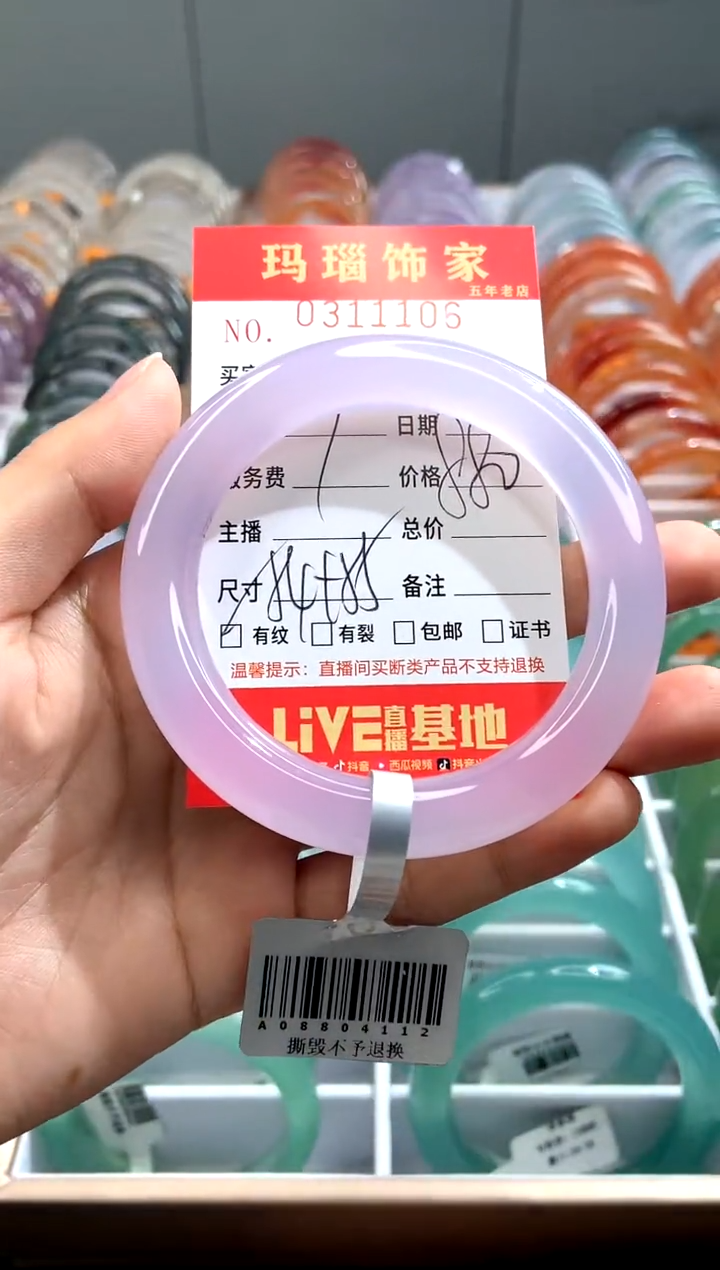 玛瑙饰家
五年老店
NO. 0311106
买
日期
务费 价格
主播 总价
尺寸 备注
有纹 有裂 包邮 证书
温馨提示：直播间买断类产品不支持退换
LiVE直播基地
抖音 西瓜视频 抖音
A08804112
撕毁不予退换